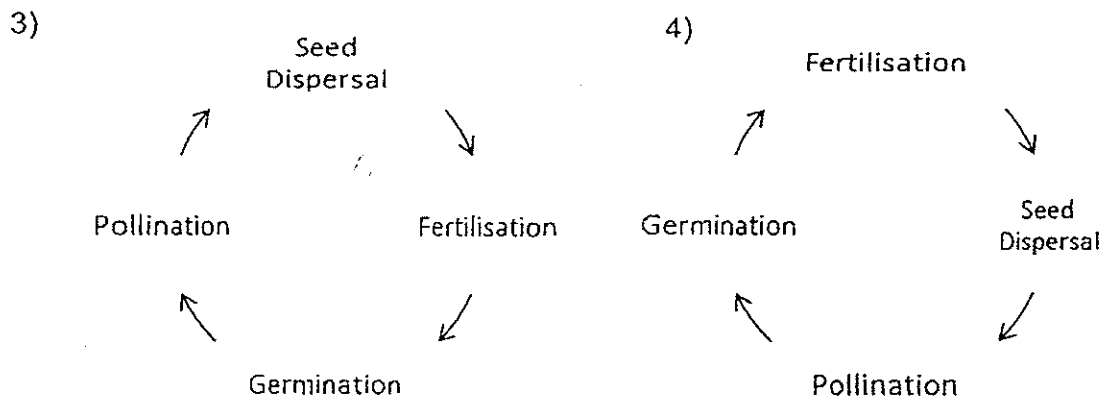 3)
Seed
Dispersal
Pollination
Fertilisation
Germination
4)
Fertilisation
Germination
Seed
Dispersal
Pollination